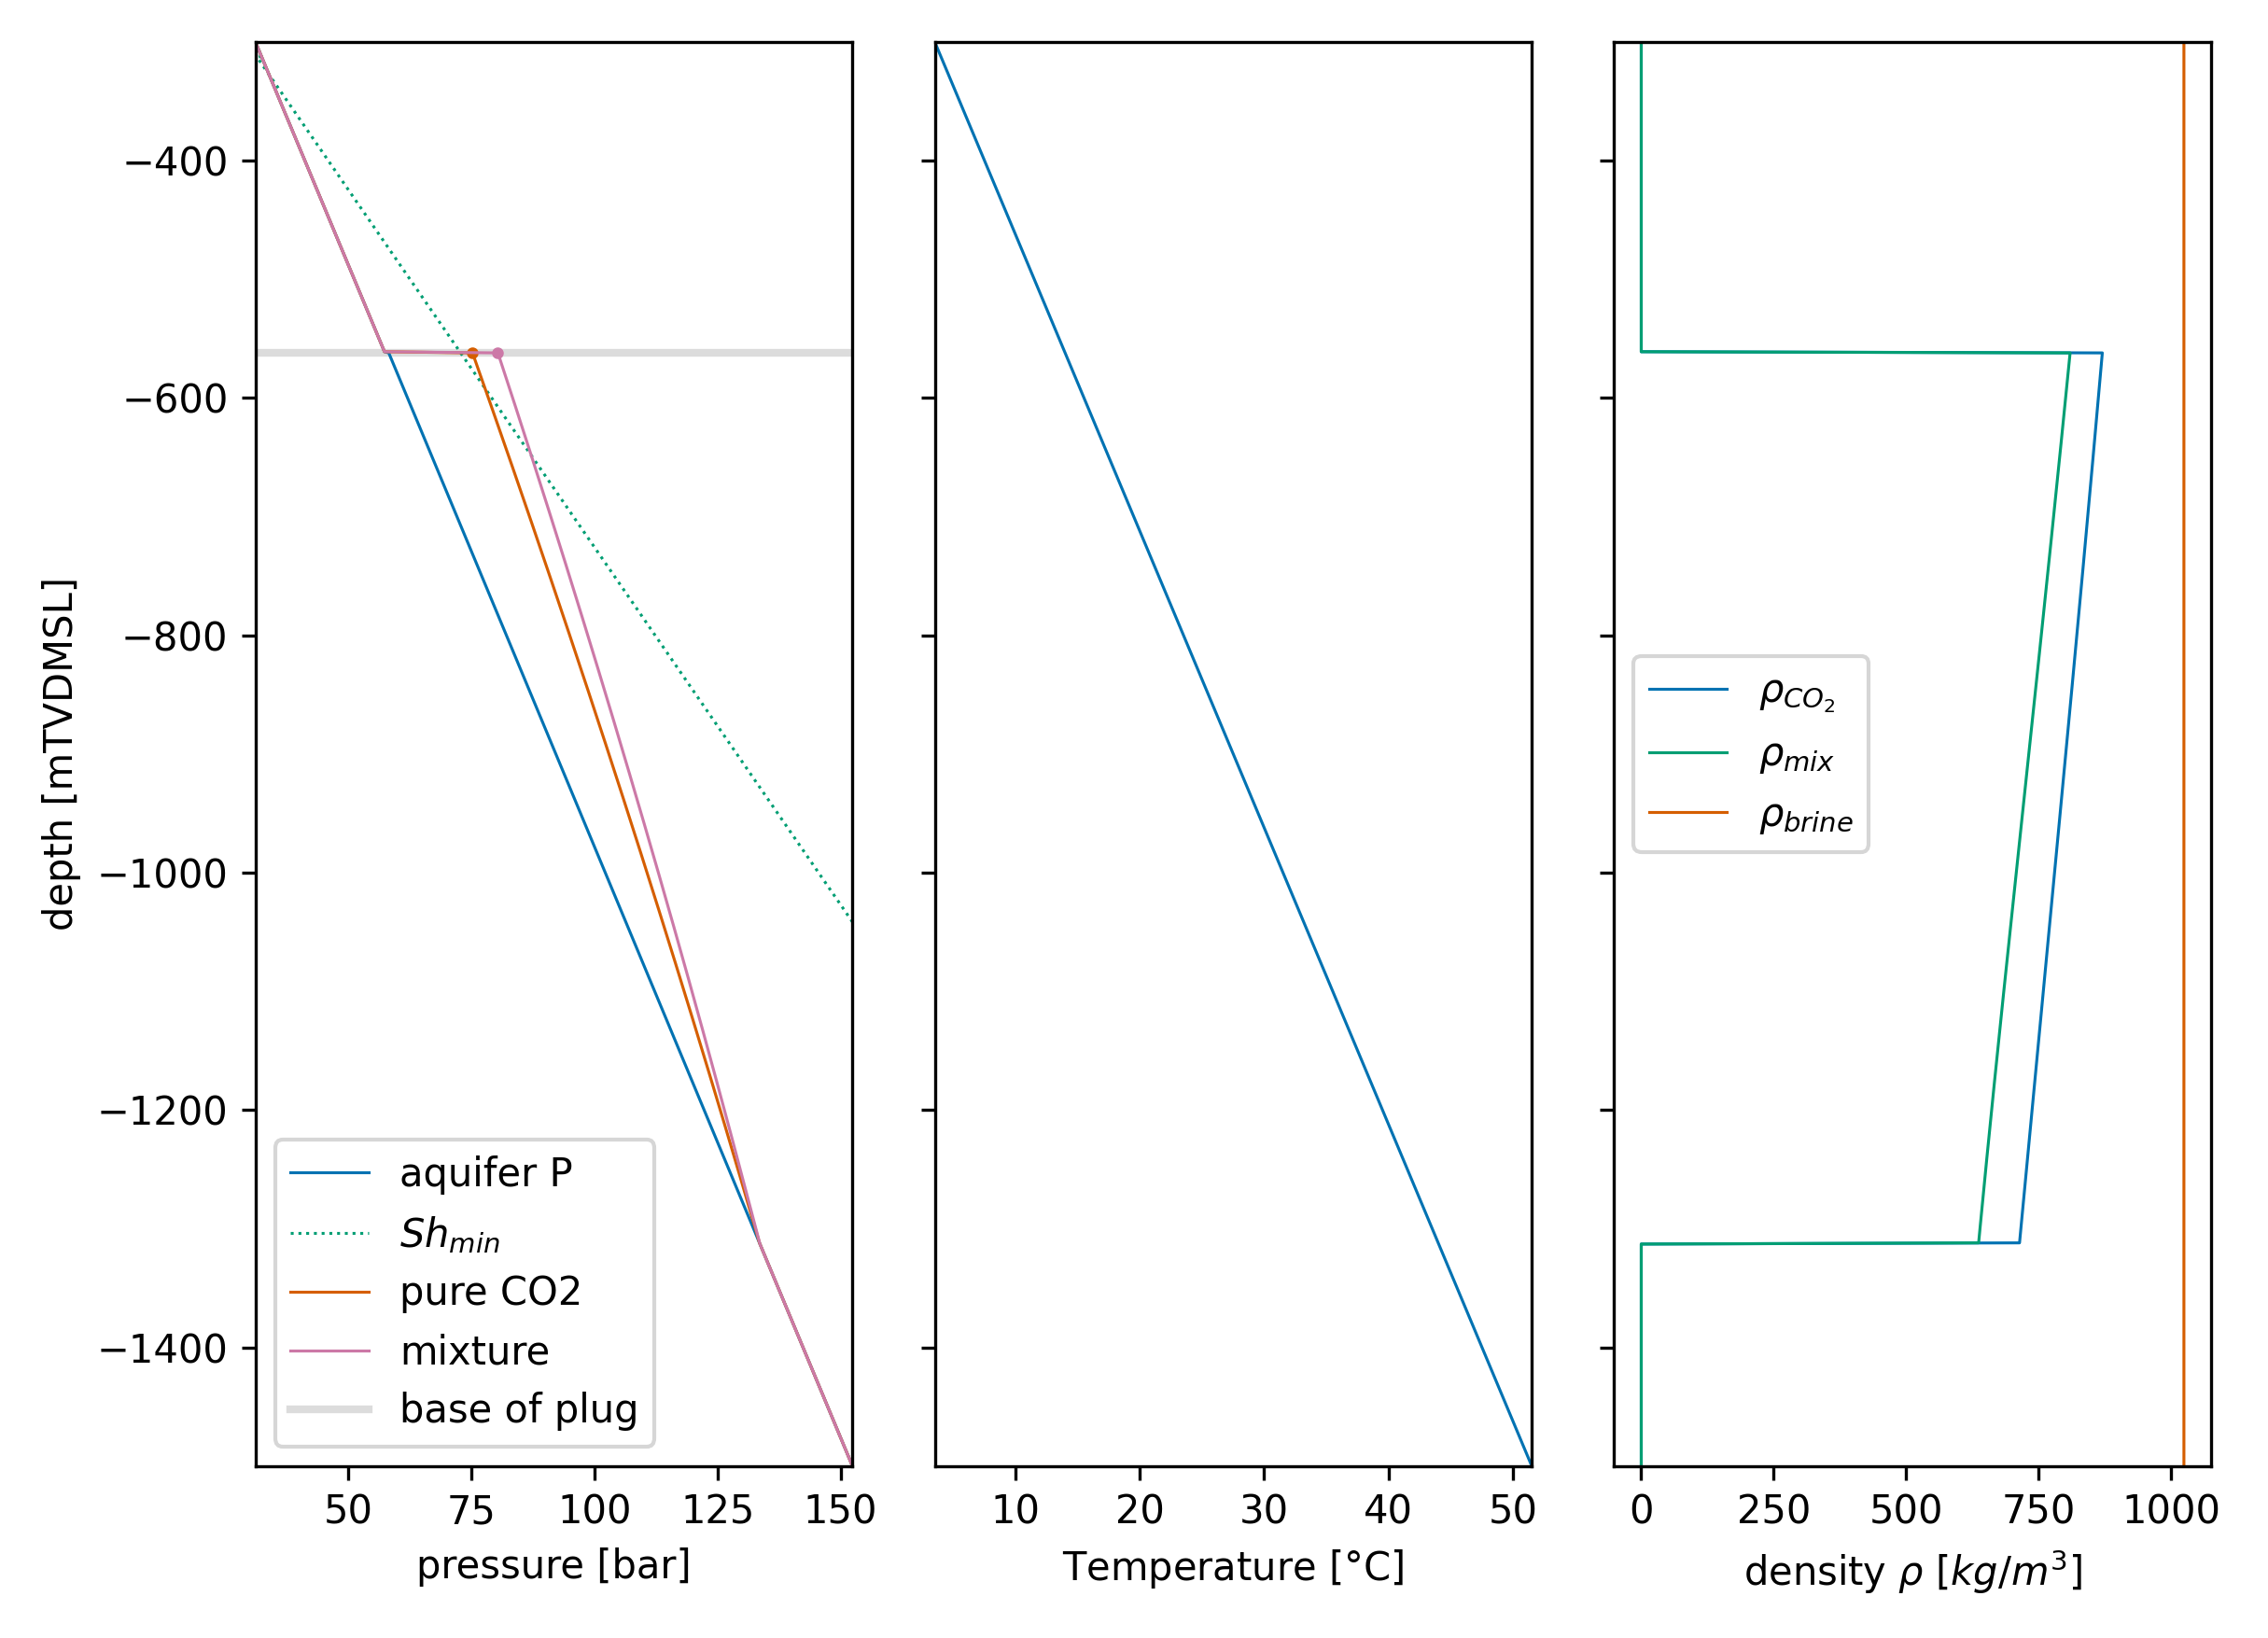 depth [mTVDMSL]
−400
−600
−800
−1000
−1200
−1400
aquifer P
Sh_min
pure CO2
mixture
base of plug
50 75 100 125 150
pressure [bar]
10 20 30 40 50
Temperature [°C]
ρ_CO₂
ρ_mix
ρ_brine
0 250 500 750 1000
density ρ [kg/m³]